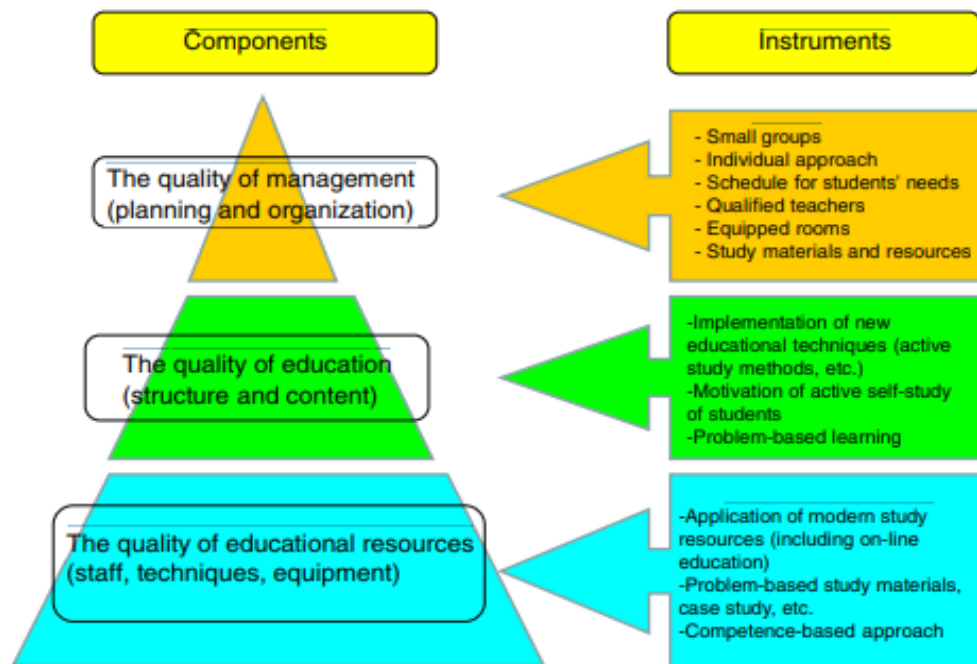 Components
Instruments
The quality of management
(planning and organization)
- Small groups
- Individual approach
- Schedule for students' needs
- Qualified teachers
- Equipped rooms
- Study materials and resources
The quality of education
(structure and content)
-Implementation of new
educational techniques (active
study methods, etc.)
-Motivation of active self-study
of students
-Problem-based learning
The quality of educational resources
(staff, techniques, equipment)
-Application of modern study
resources (including on-line
education)
-Problem-based study materials,
case study, etc.
-Competence-based approach